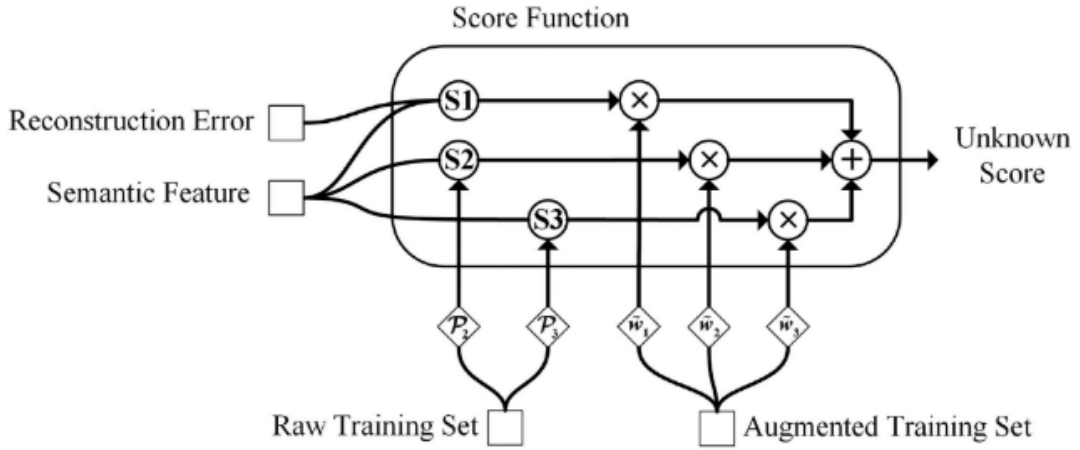 Score Function
Reconstruction Error
S1
×
Unknown
Score
Semantic Feature
S2
×
+
S3
×
𝒫₂
𝒫₃
w̃₁
w̃₂
w̃₃
Raw Training Set
Augmented Training Set